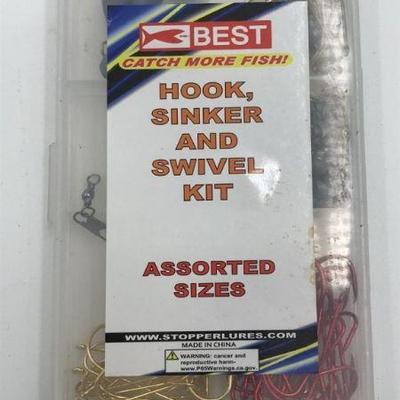 BEST
CATCH MORE FISH!
HOOK,
SINKER
AND
SWIVEL
KIT
ASSORTED
SIZES
WWW.STOPPERLURES.COM
MADE IN CHINA
WARNING: cancer and
reproductive harm-
www.P65Warnings.ca.gov.